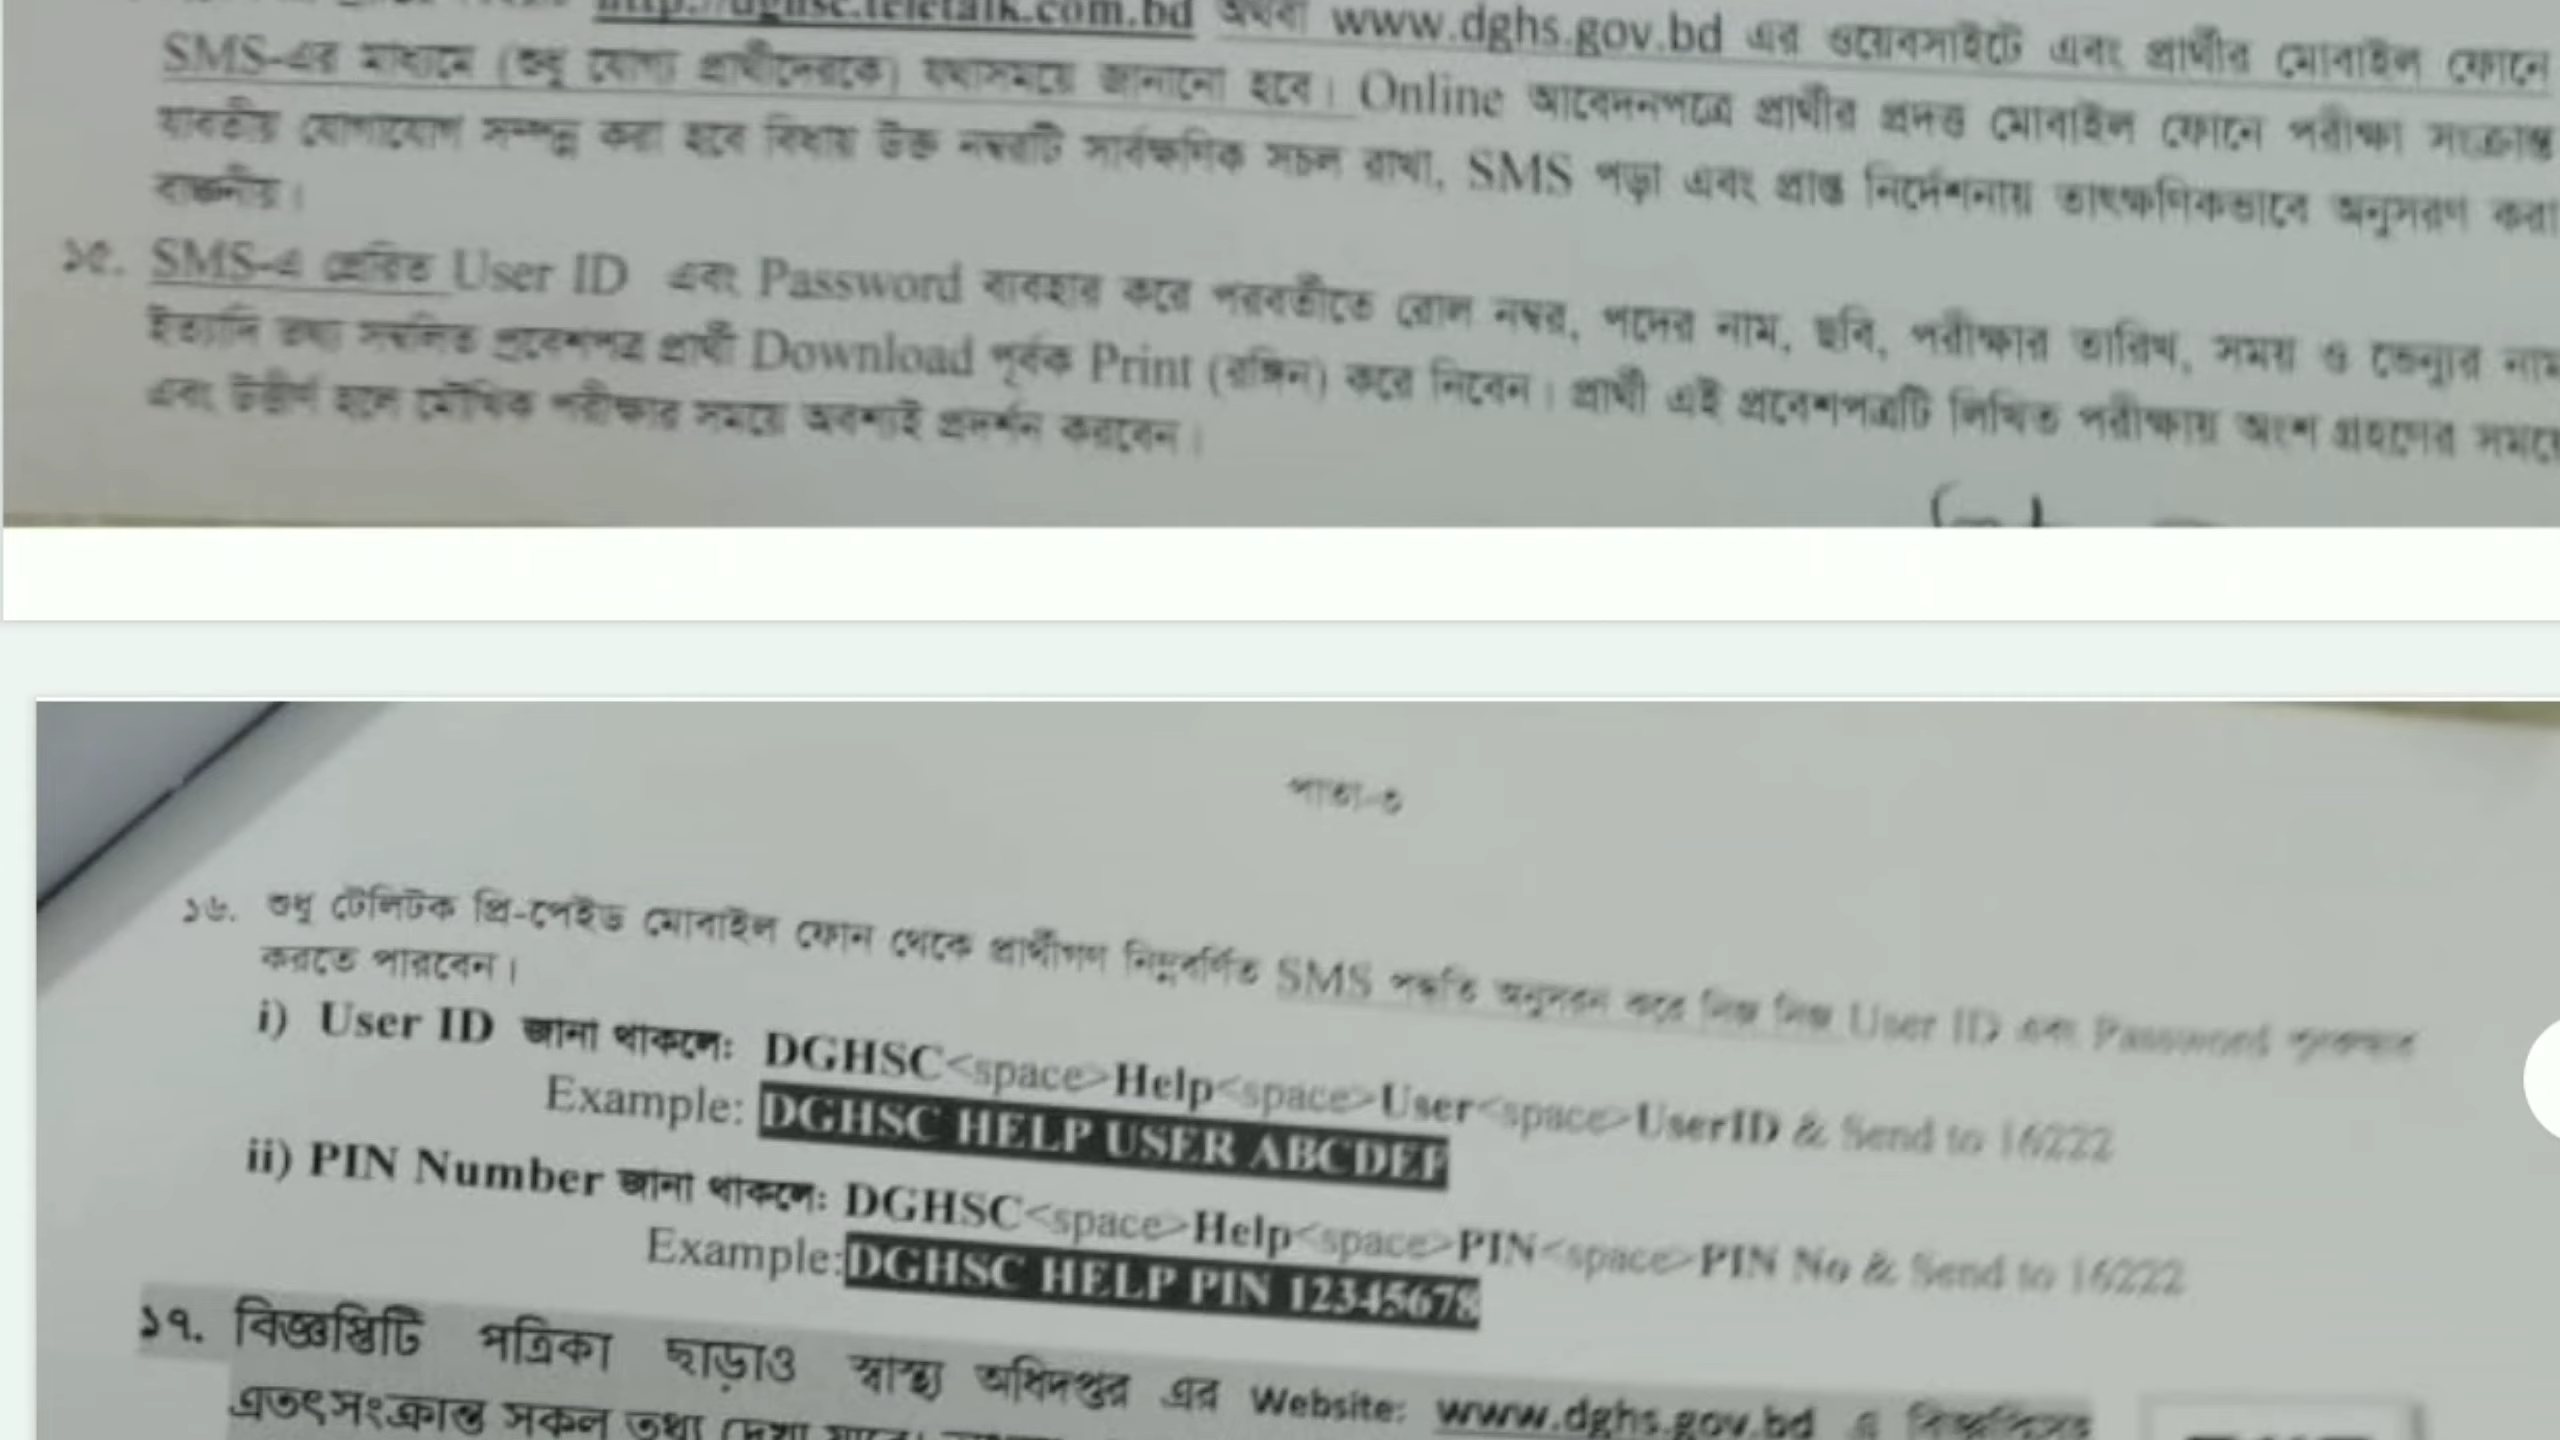 http://dghsc.teletalk.com.bd অথবা www.dghs.gov.bd এর ওয়েবসাইটে এবং প্রার্থীর মোবাইল ফোনে
SMS-এর মাধ্যমে (শুধু যোগ্য প্রার্থীদেরকে) যথাসময়ে জানানো হবে। Online আবেদনপত্রে প্রার্থীর প্রদত্ত মোবাইল ফোনে পরীক্ষা সংক্রান্ত
যাবতীয় যোগাযোগ সম্পন্ন করা হবে বিধায় উক্ত নম্বরটি সার্বক্ষণিক সচল রাখা, SMS পড়া এবং প্রাপ্ত নির্দেশনায় তাৎক্ষণিকভাবে অনুসরণ করা
বাঞ্ছনীয়।
১৫. SMS-এ প্রেরিত User ID এবং Password ব্যবহার করে পরবর্তীতে রোল নম্বর, পদের নাম, ছবি, পরীক্ষার তারিখ, সময় ও ভেন্যুর নাম
ইত্যাদি তথ্য সম্বলিত প্রবেশপত্র প্রার্থী Download পূর্বক Print (রঙ্গিন) করে নিবেন। প্রার্থী এই প্রবেশপত্রটি লিখিত পরীক্ষায় অংশ গ্রহণের সময়ে
এবং উত্তীর্ণ হলে মৌখিক পরীক্ষার সময়ে অবশ্যই প্রদর্শন করবেন।
পাতা-৩
১৬. শুধু টেলিটক প্রি-পেইড মোবাইল ফোন থেকে প্রার্থীগণ নিম্নবর্ণিত SMS পদ্ধতি অনুসরন করে নিজ নিজ User ID এবং Password পুনরুদ্ধার
করতে পারবেন।
i) User ID জানা থাকলে: DGHSC<space>Help<space>User<space>UserID & Send to 16222
Example: DGHSC HELP USER ABCDEF
ii) PIN Number জানা থাকলে: DGHSC<space>Help<space>PIN<space>PIN No & Send to 16222
Example:DGHSC HELP PIN 12345678
১৭. বিজ্ঞপ্তিটি পত্রিকা ছাড়াও স্বাস্থ্য অধিদপ্তুর এর Website: www.dghs.gov.bd এ
এতৎসংক্রান্ত সকল তথ্য দেখা যাবে।